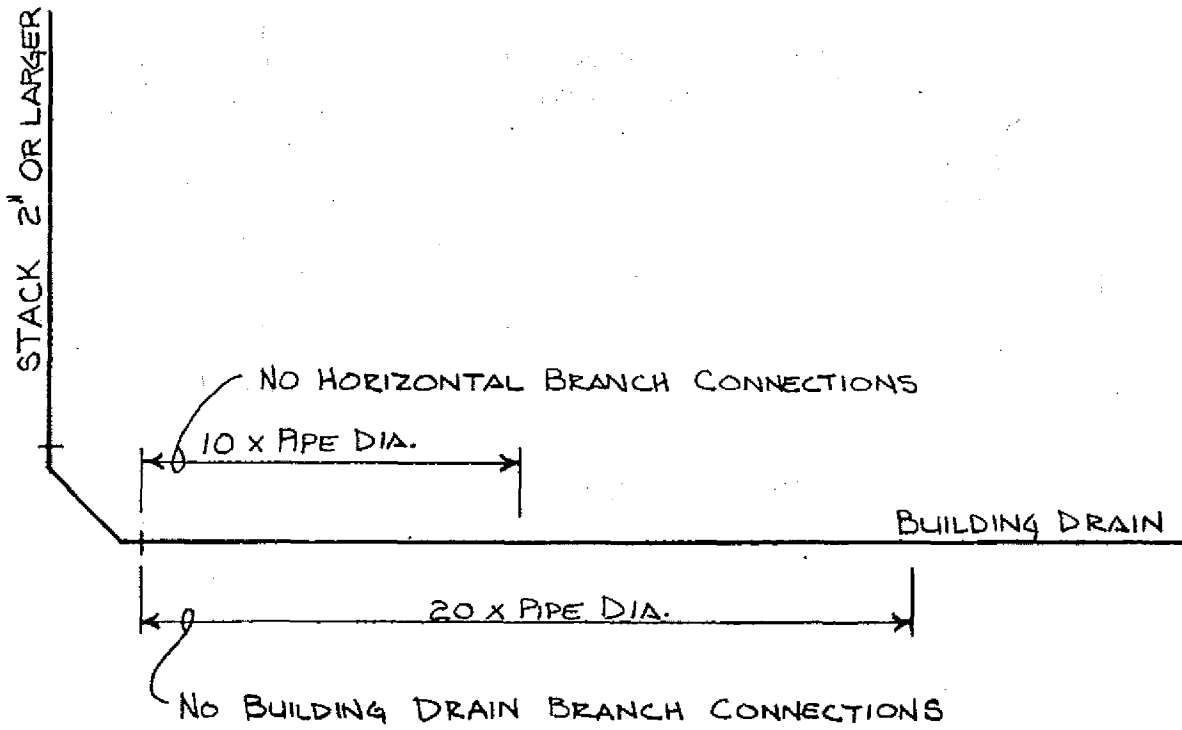 STACK 2" OR LARGER
NO HORIZONTAL BRANCH CONNECTIONS
10 X PIPE DIA.
BUILDING DRAIN
20 X PIPE DIA.
NO BUILDING DRAIN BRANCH CONNECTIONS